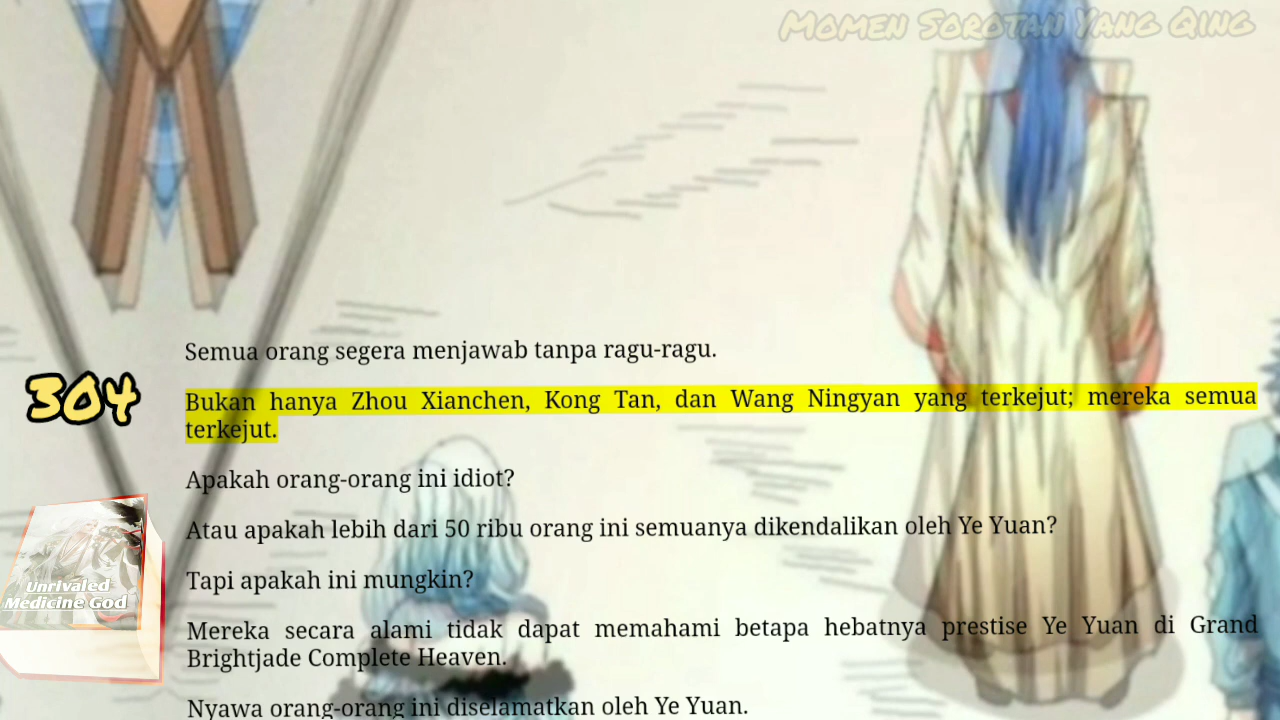 Momen Sorotan Yang Qing
Semua orang segera menjawab tanpa ragu-ragu.
304
Bukan hanya Zhou Xianchen, Kong Tan, dan Wang Ningyan yang terkejut; mereka semua
terkejut.
Apakah orang-orang ini idiot?
Atau apakah lebih dari 50 ribu orang ini semuanya dikendalikan oleh Ye Yuan?
Tapi apakah ini mungkin?
Unrivaled
Medicine God
Mereka secara alami tidak dapat memahami betapa hebatnya prestise Ye Yuan di Grand
Brightjade Complete Heaven.
Nyawa orang-orang ini diselamatkan oleh Ye Yuan.